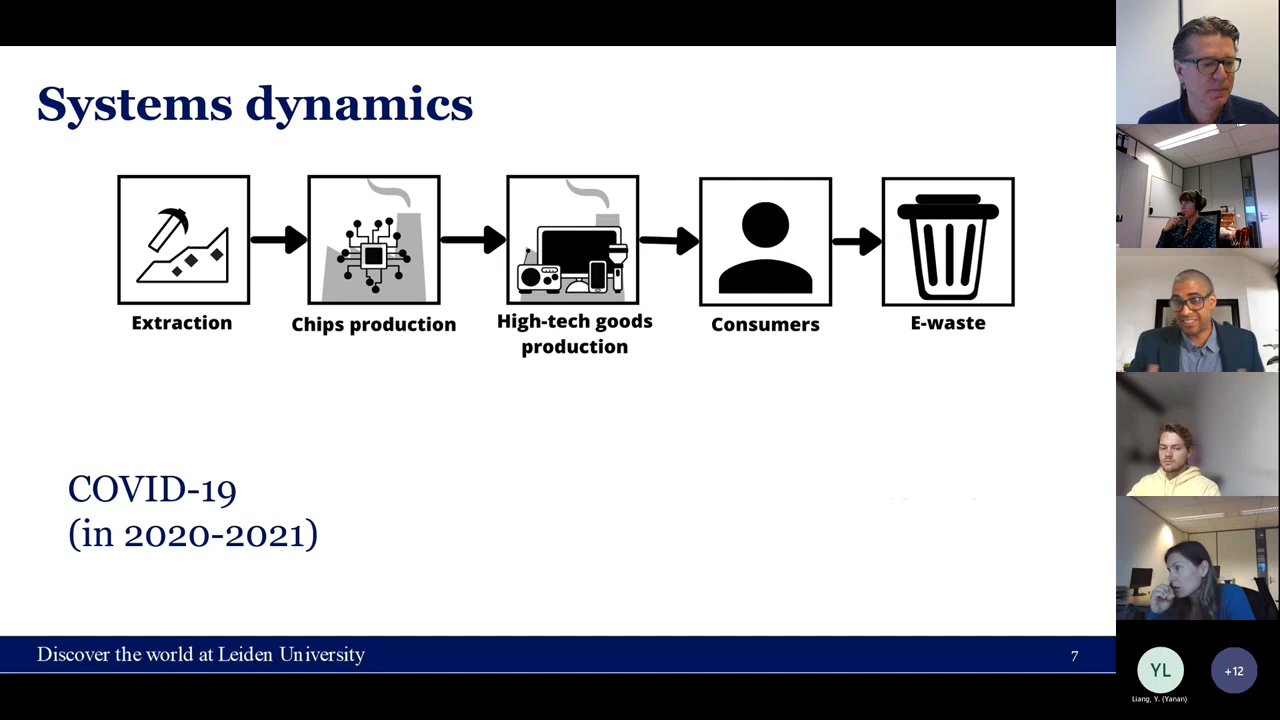 Systems dynamics
Extraction
Chips production
High-tech goods
production
Consumers
E-waste
COVID-19
(in 2020-2021)
Discover the world at Leiden University
7
YL
+12
Liang, Y. (Yanan)